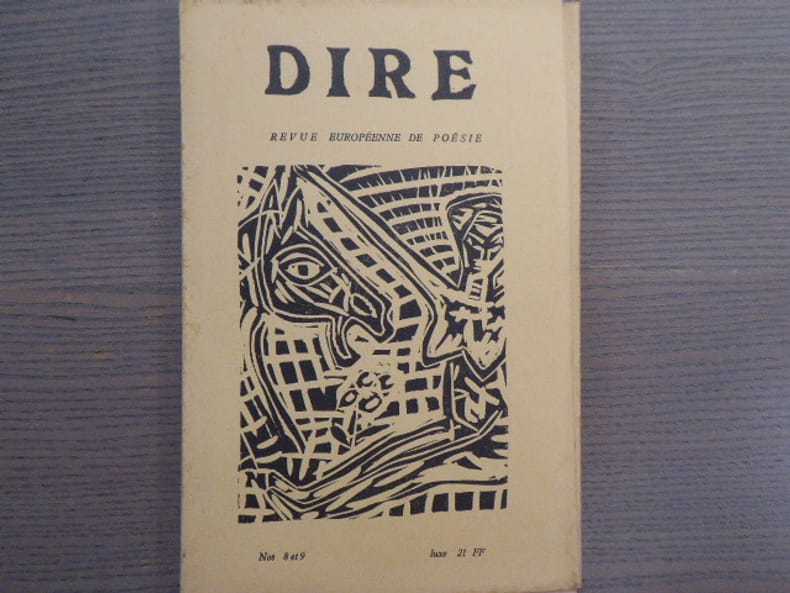 DIRE
REVUE EUROPÉENNE DE POÉSIE
Nos 8 et 9 luxe 21 FF